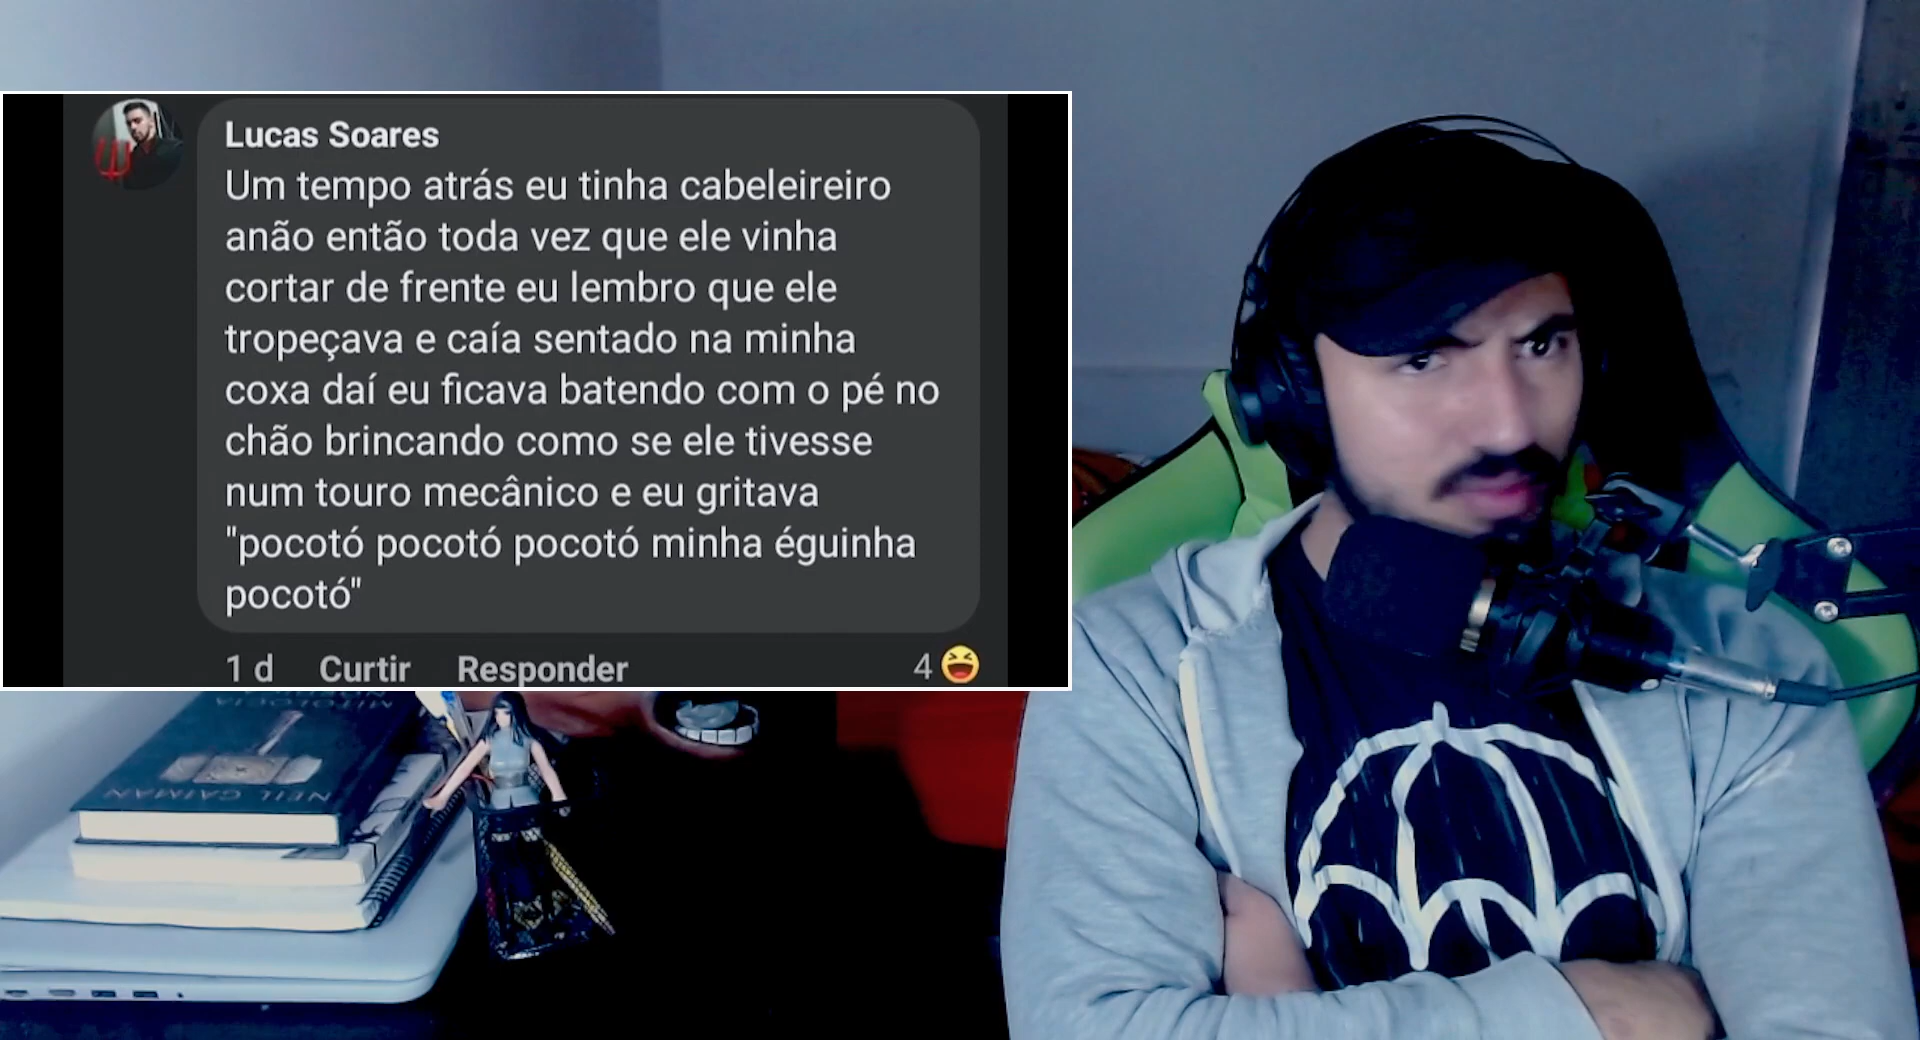 Lucas Soares
Um tempo atrás eu tinha cabeleireiro
anão então toda vez que ele vinha
cortar de frente eu lembro que ele
tropeçava e caía sentado na minha
coxa daí eu ficava batendo com o pé no
chão brincando como se ele tivesse
num touro mecânico e eu gritava
"pocotó pocotó pocotó minha éguinha
pocotó"
1 d Curtir Responder 4
MITOLOGIA
NEIL GAIMAN